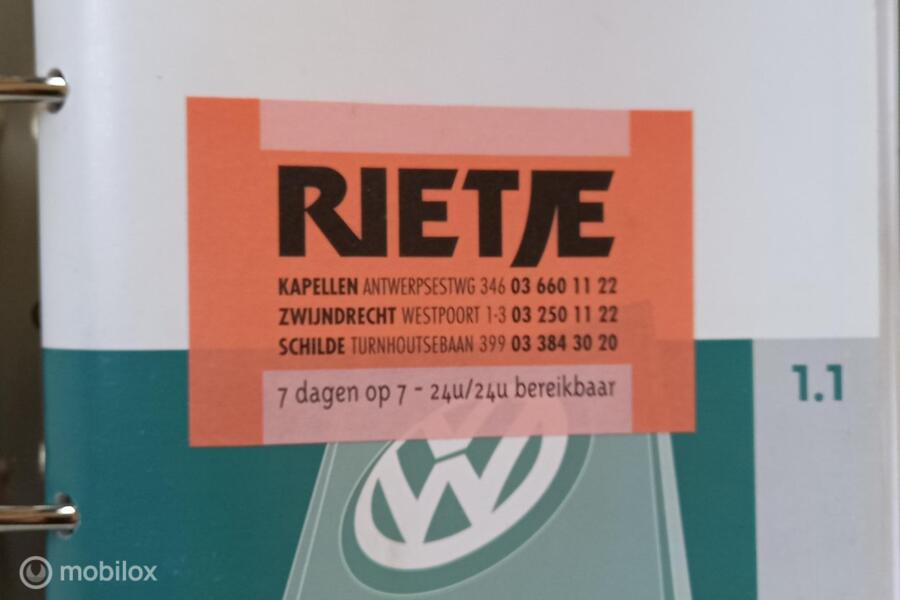 RIETJE
KAPELLEN ANTWERPSESTWG 346 03 660 11 22
ZWIJNDRECHT WESTPOORT 1-3 03 250 11 22
SCHILDE TURNHOUTSEBAAN 399 03 384 30 20
7 dagen op 7 - 24u/24u bereikbaar
1.1
VW
mobilox